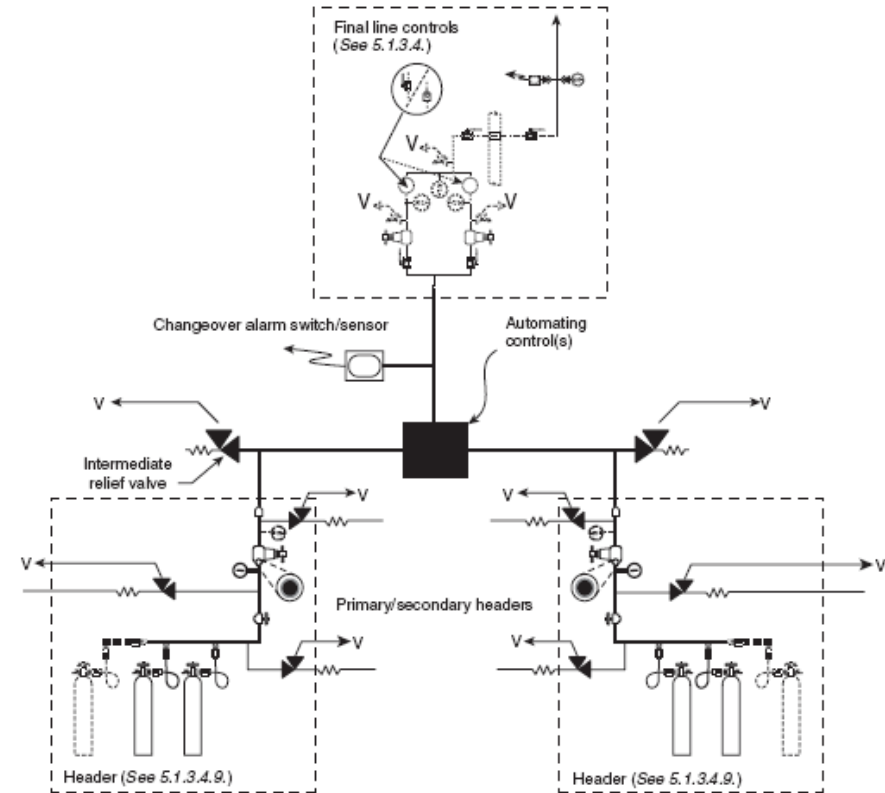 Final line controls
(See 5.1.3.4.)
V
V
V
Changeover alarm switch/sensor
Automating
control(s)
V
V
Intermediate
relief valve
V
V
V
V
Primary/secondary headers
V
V
Header (See 5.1.3.4.9.)
Header (See 5.1.3.4.9.)